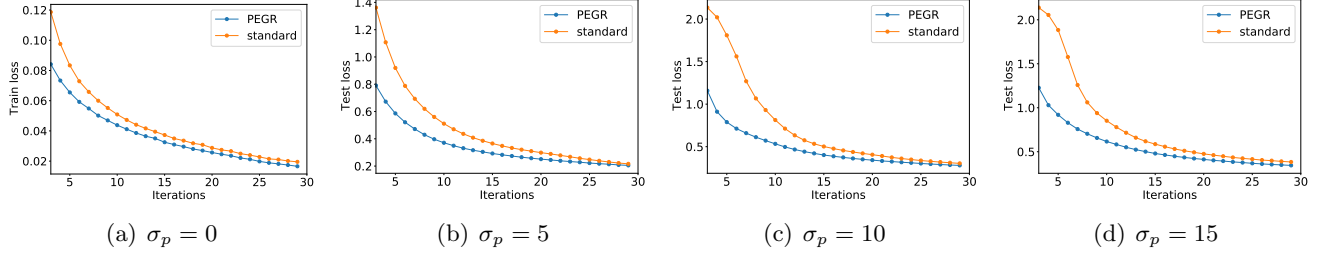 0.12
0.10
0.08
0.06
0.04
0.02
Train loss
5 10 15 20 25 30
Iterations
PEGR
standard
(a) σp = 0
1.4
1.2
1.0
0.8
0.6
0.4
0.2
Test loss
5 10 15 20 25 30
Iterations
PEGR
standard
(b) σp = 5
2.0
1.5
1.0
0.5
Test loss
5 10 15 20 25 30
Iterations
PEGR
standard
(c) σp = 10
2.0
1.5
1.0
0.5
Test loss
5 10 15 20 25 30
Iterations
PEGR
standard
(d) σp = 15